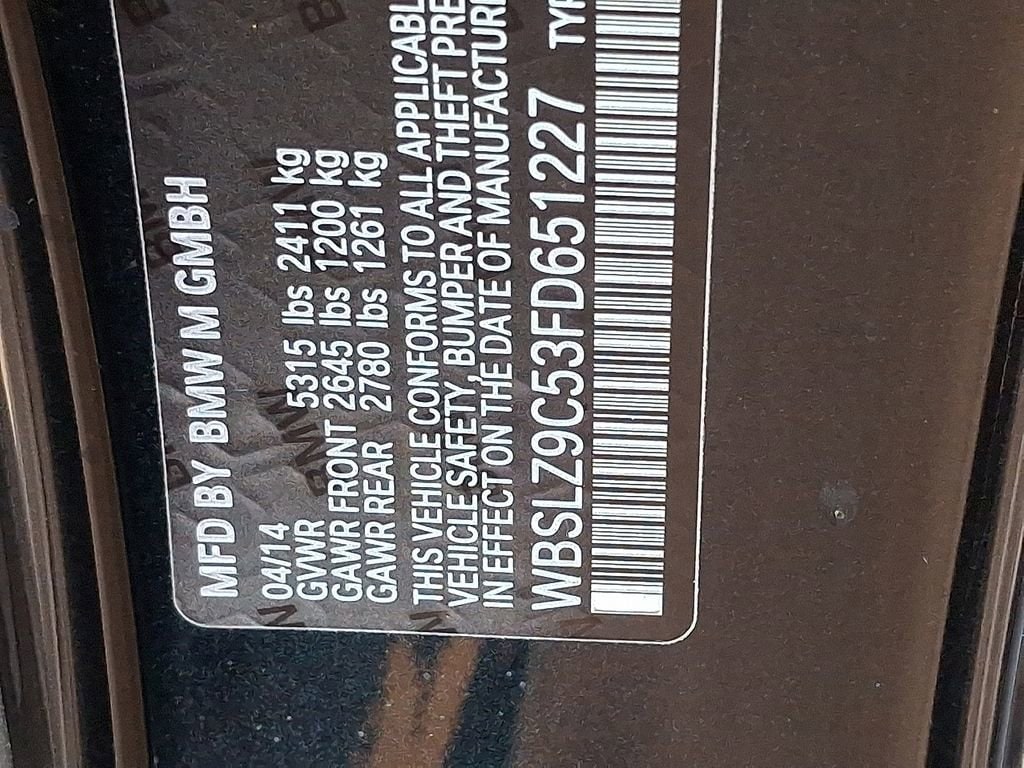 MFD BY BMW M GMBH
04/14
GVWR 5315 lbs 2411 kg
GAWR FRONT 2645 lbs 1200 kg
GAWR REAR 2780 lbs 1261 kg
THIS VEHICLE CONFORMS TO ALL APPLICABL
VEHICLE SAFETY, BUMPER AND THEFT PRE
IN EFFECT ON THE DATE OF MANUFACTURE
WBSLZ9C53FD651227 TYP